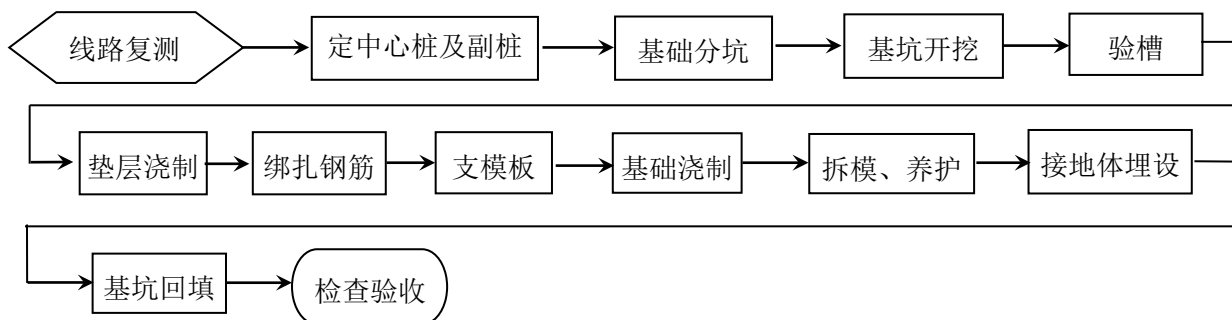 线路复测
定中心桩及副桩
基础分坑
基坑开挖
验槽
垫层浇制
绑扎钢筋
支模板
基础浇制
拆模、养护
接地体埋设
基坑回填
检查验收